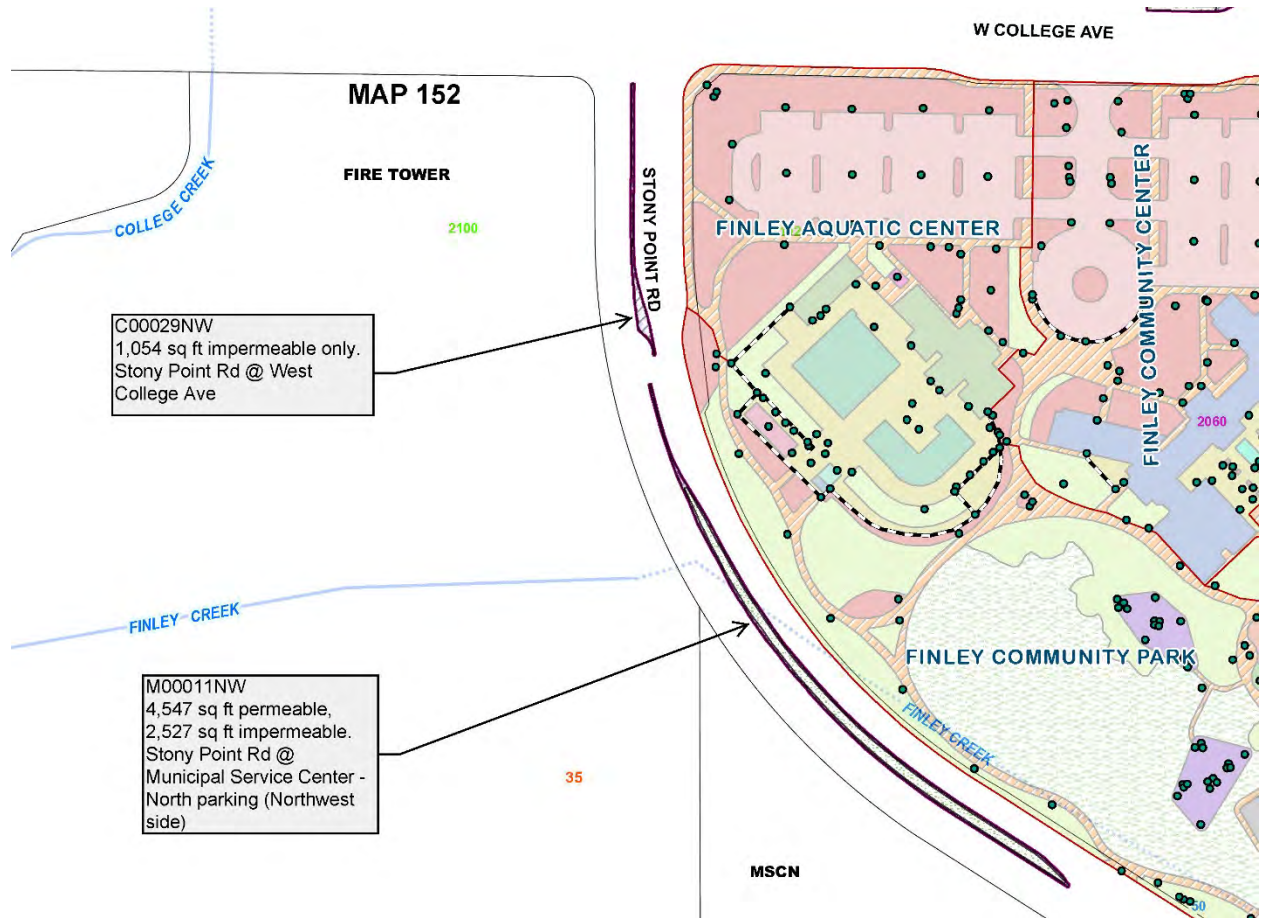 W COLLEGE AVE
MAP 152
FIRE TOWER
COLLEGE CREEK
2100
STONY POINT RD
FINLEY AQUATIC CENTER
FINLEY COMMUNITY CENTER
C00029NW
1,054 sq ft impermeable only.
Stony Point Rd @ West
College Ave
2060
FINLEY CREEK
FINLEY COMMUNITY PARK
M00011NW
4,547 sq ft permeable,
2,527 sq ft impermeable.
Stony Point Rd @
Municipal Service Center -
North parking (Northwest
side)
FINLEY CREEK
35
MSCN